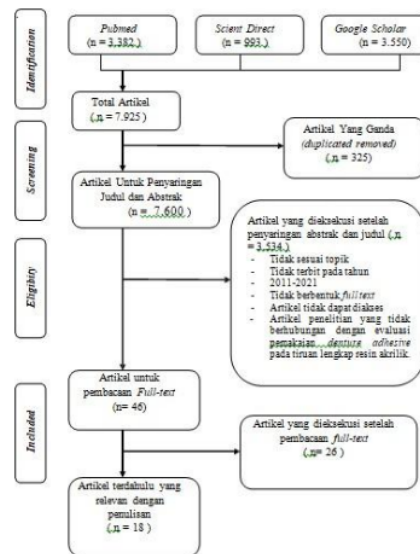 Identification
Pubmed
(n = 3.382.)
Scient Direct
(n = 993.)
Google Scholar
(n = 3.550)
Total Artikel
(.n = 7.925)
Screening
Artikel Yang Ganda
(duplicated removed)
(.n = 325)
Artikel Untuk Penyaringan
Judul dan Abstrak
(n = 7.600)
Eligibity
Artikel yang dieksekusi setelah
penyaringan abstrak dan judul (.n
= 3.534.)
- Tidak sesuai topik
- Tidak terbit pada tahun
- 2011-2021
- Tidak berbentuk full text
- Artikel tidak dapat diakses
- Artikel penelitian yang tidak
berhubungan dengan evaluasi
pemakaian denture adhesive
pada tiruan lengkap resin akrilik.
Artikel untuk
pembacaan Full-text
(n= 46)
Included
Artikel yang dieksekusi setelah
pembacaan full-text
(.n= 26 )
Artikel terdahulu yang
relevan dengan
penulisan
(.n = 18 )